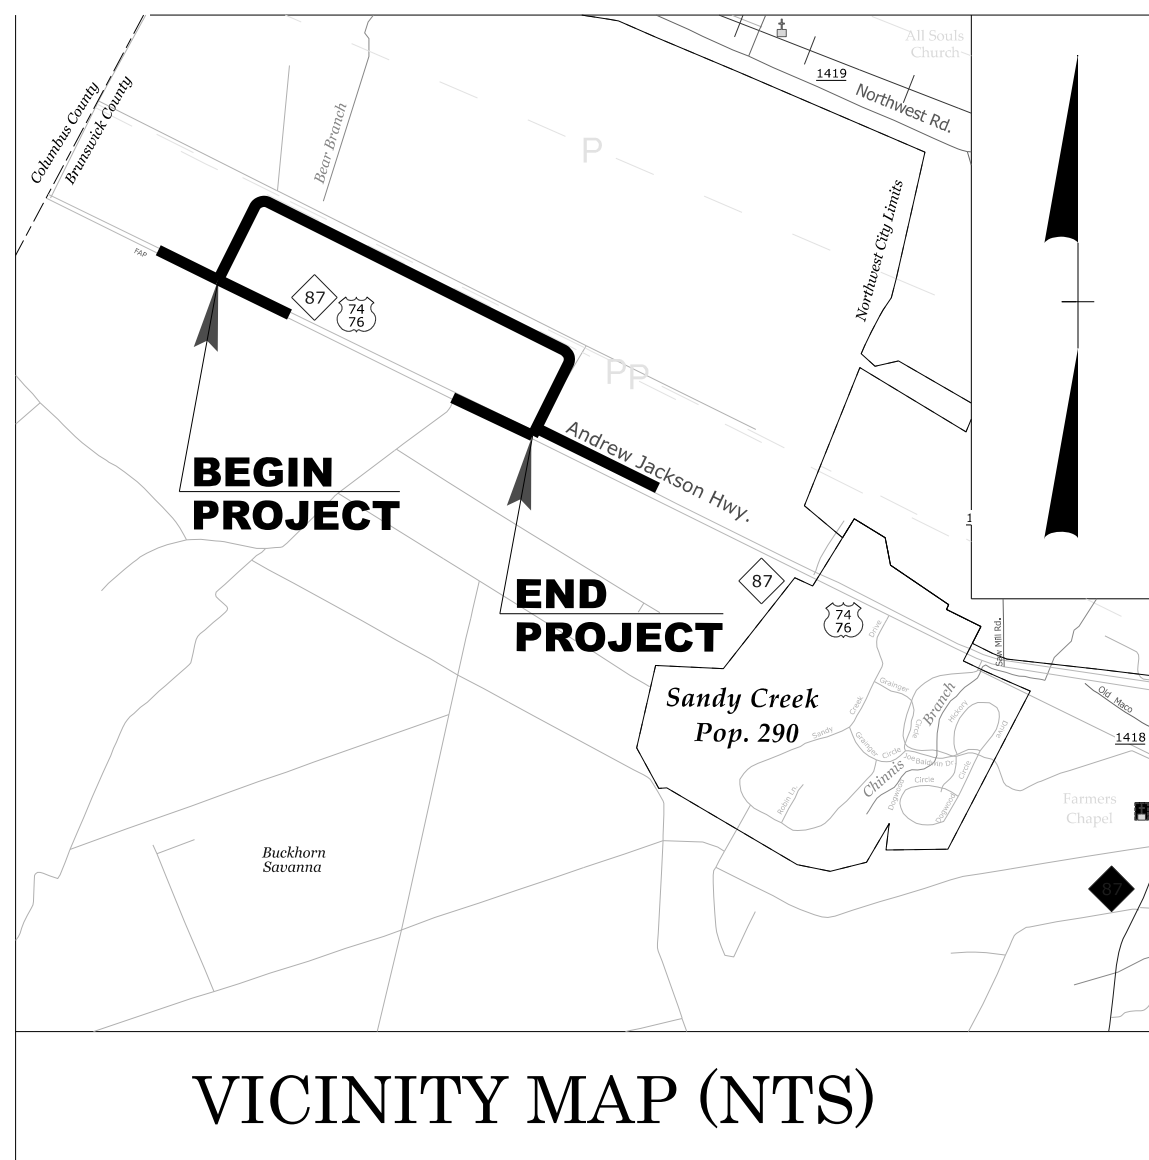 All Souls
Church
1419
Northwest Rd.
Columbus County
Brunswick County
Bear Branch
P
Northwest City Limits
FAP
87
74
76
PP
Andrew Jackson Hwy.
BEGIN
PROJECT
END
PROJECT
87
74
76
Saw Mill Rd.
Drive
Grainger
Branch
Creek
Circle
Hickory
Drive
Old Maco
Sandy Creek
Pop. 290
Sandy
Grainger
Circle
Joe Baldwin Dr
Circle
1418
Chinnis
Circle
Robin Ln.
Dogwood
Dogwood
Farmers
Chapel
Buckhorn
Savanna
87
VICINITY MAP (NTS)